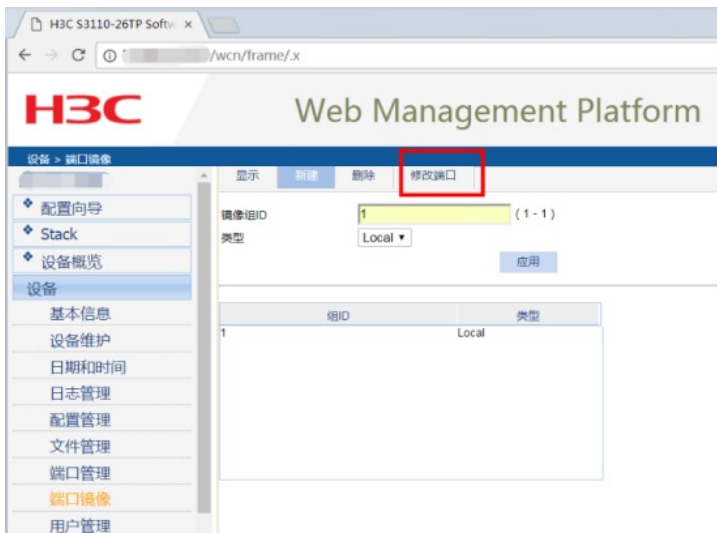 H3C S3110-26TP Softw
/wcn/frame/.x
H3C
Web Management Platform
设备 > 端口镜像
显示 新建 删除 修改端口
配置向导
Stack
设备概览
设备
基本信息
设备维护
日期和时间
日志管理
配置管理
文件管理
端口管理
端口镜像
用户管理
镜像组ID 1 (1-1)
类型 Local
应用
组ID 类型
1 Local